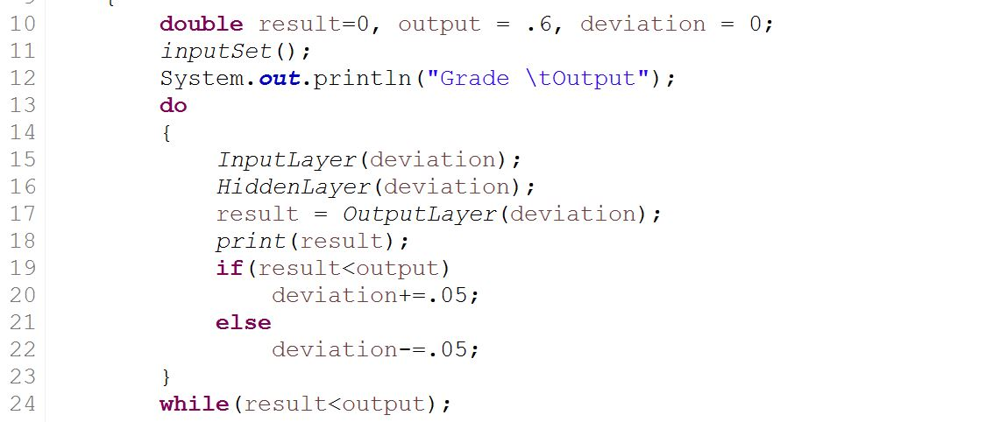 10 double result=0, output = .6, deviation = 0;
11 inputSet();
12 System.out.println("Grade \tOutput");
13 do
14 {
15 InputLayer(deviation);
16 HiddenLayer(deviation);
17 result = OutputLayer(deviation);
18 print(result);
19 if(result<output)
20 deviation+=.05;
21 else
22 deviation-=.05;
23 }
24 while(result<output);